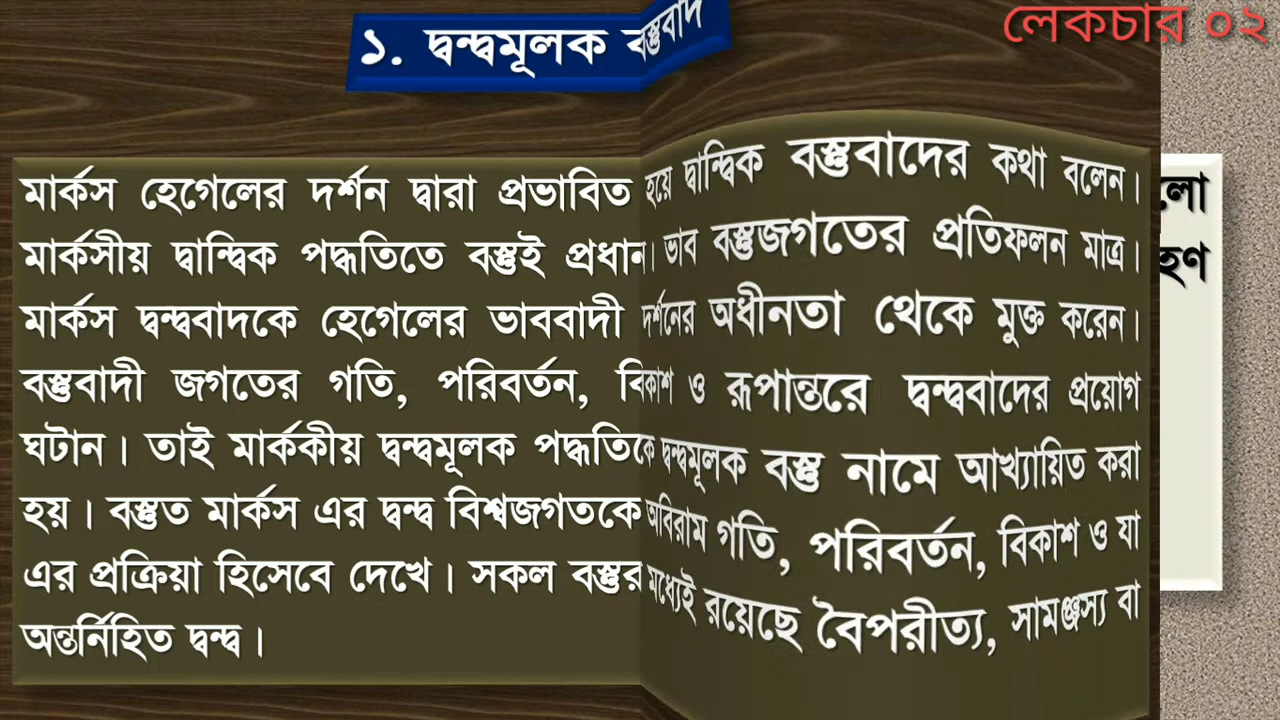 লেকচার ০২
১. দ্বন্দ্বমূলক বস্তুবাদ
মার্কস হেগেলের দর্শন দ্বারা প্রভাবিত হয়ে দ্বান্দ্বিক বস্তুবাদের কথা বলেন।
মার্কসীয় দ্বান্দ্বিক পদ্ধতিতে বস্তুই প্রধান। ভাব বস্তুজগতের প্রতিফলন মাত্র।
মার্কস দ্বন্দ্ববাদকে হেগেলের ভাববাদী দর্শনের অধীনতা থেকে মুক্ত করেন।
বস্তুবাদী জগতের গতি, পরিবর্তন, বিকাশ ও রূপান্তরে দ্বন্দ্ববাদের প্রয়োগ
ঘটান। তাই মার্ককীয় দ্বন্দ্বমূলক পদ্ধতিকে দ্বন্দ্বমূলক বস্তু নামে আখ্যায়িত করা
হয়। বস্তুত মার্কস এর দ্বন্দ্ব বিশ্বজগতকে অবিরাম গতি, পরিবর্তন, বিকাশ ও যা
এর প্রক্রিয়া হিসেবে দেখে। সকল বস্তুর মধ্যেই রয়েছে বৈপরীত্য, সামঞ্জস্য বা
অন্তর্নিহিত দ্বন্দ্ব।